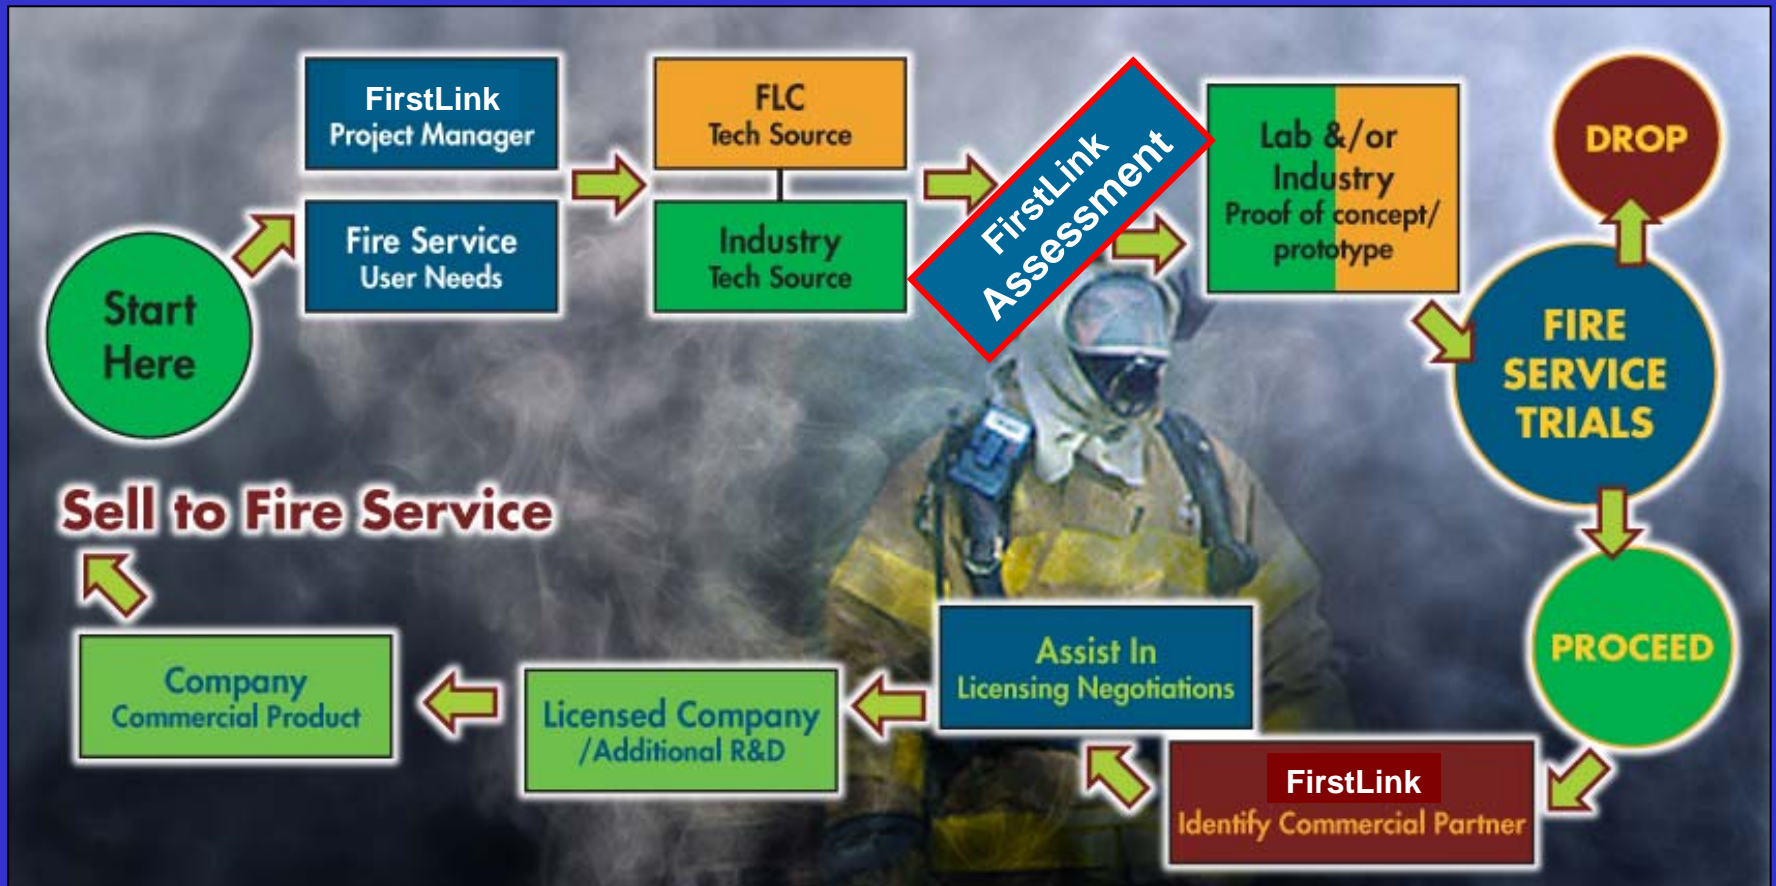 Start
Here
FirstLink
Project Manager
Fire Service
User Needs
FLC
Tech Source
Industry
Tech Source
FirstLink
Assessment
Lab &/or
Industry
Proof of concept/
prototype
DROP
FIRE
SERVICE
TRIALS
PROCEED
FirstLink
Identify Commercial Partner
Assist In
Licensing Negotiations
Licensed Company
/Additional R&D
Company
Commercial Product
Sell to Fire Service